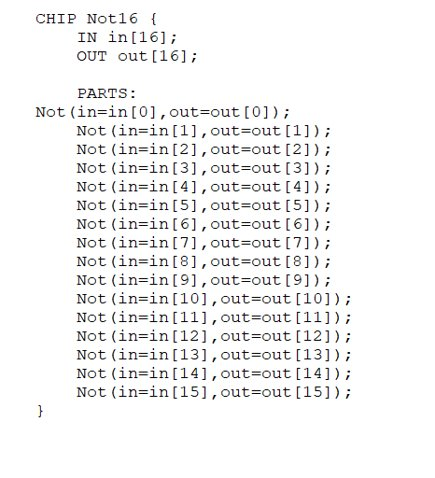 CHIP Not16 {
    IN in[16];
    OUT out[16];

    PARTS:
Not(in=in[0],out=out[0]);
    Not(in=in[1],out=out[1]);
    Not(in=in[2],out=out[2]);
    Not(in=in[3],out=out[3]);
    Not(in=in[4],out=out[4]);
    Not(in=in[5],out=out[5]);
    Not(in=in[6],out=out[6]);
    Not(in=in[7],out=out[7]);
    Not(in=in[8],out=out[8]);
    Not(in=in[9],out=out[9]);
    Not(in=in[10],out=out[10]);
    Not(in=in[11],out=out[11]);
    Not(in=in[12],out=out[12]);
    Not(in=in[13],out=out[13]);
    Not(in=in[14],out=out[14]);
    Not(in=in[15],out=out[15]);
}